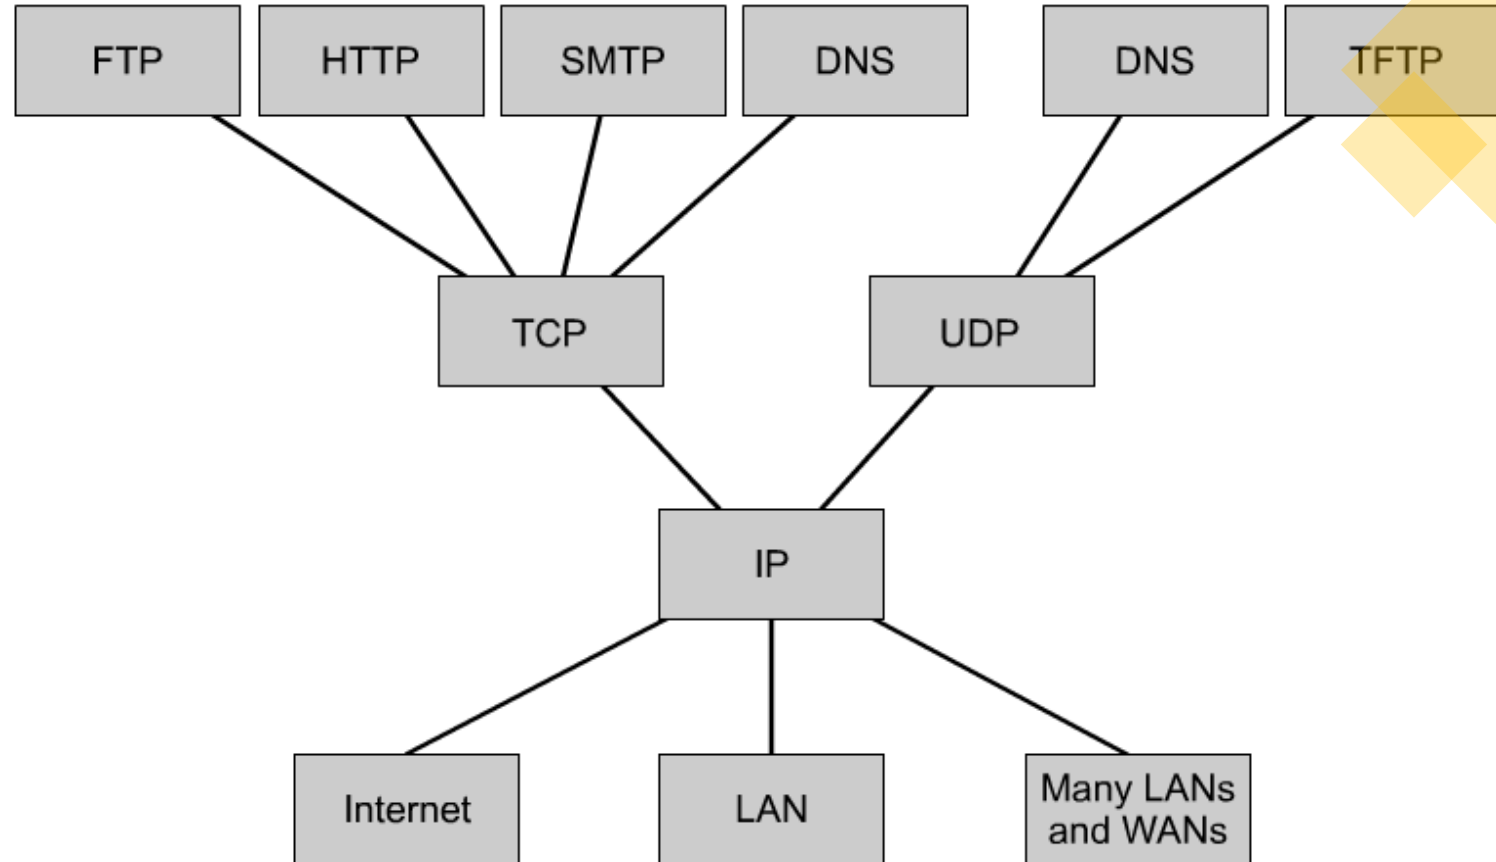 FTP
HTTP
SMTP
DNS
DNS
TFTP
TCP
UDP
IP
Internet
LAN
Many LANs
and WANs